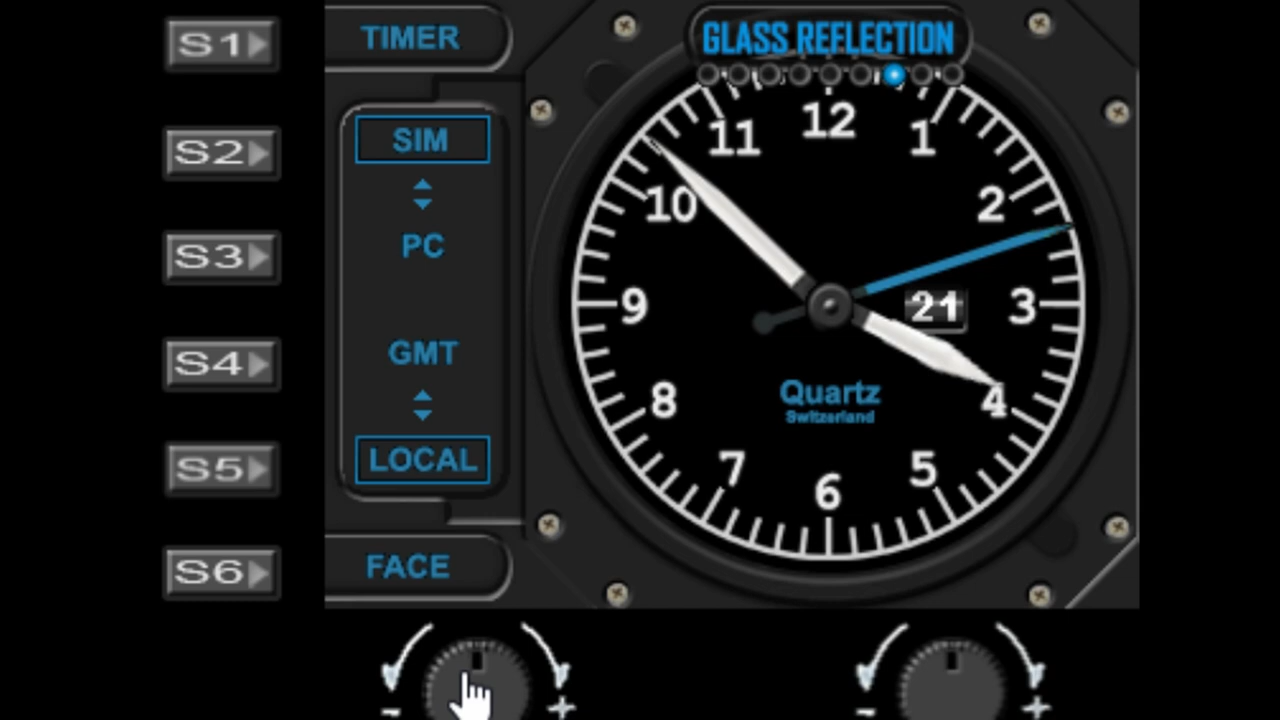 S1
S2
S3
S4
S5
S6
TIMER
SIM
PC
GMT
LOCAL
FACE
GLASS REFLECTION
12
1
2
3
4
5
6
7
8
9
10
11
21
Quartz
Switzerland
- +
- +